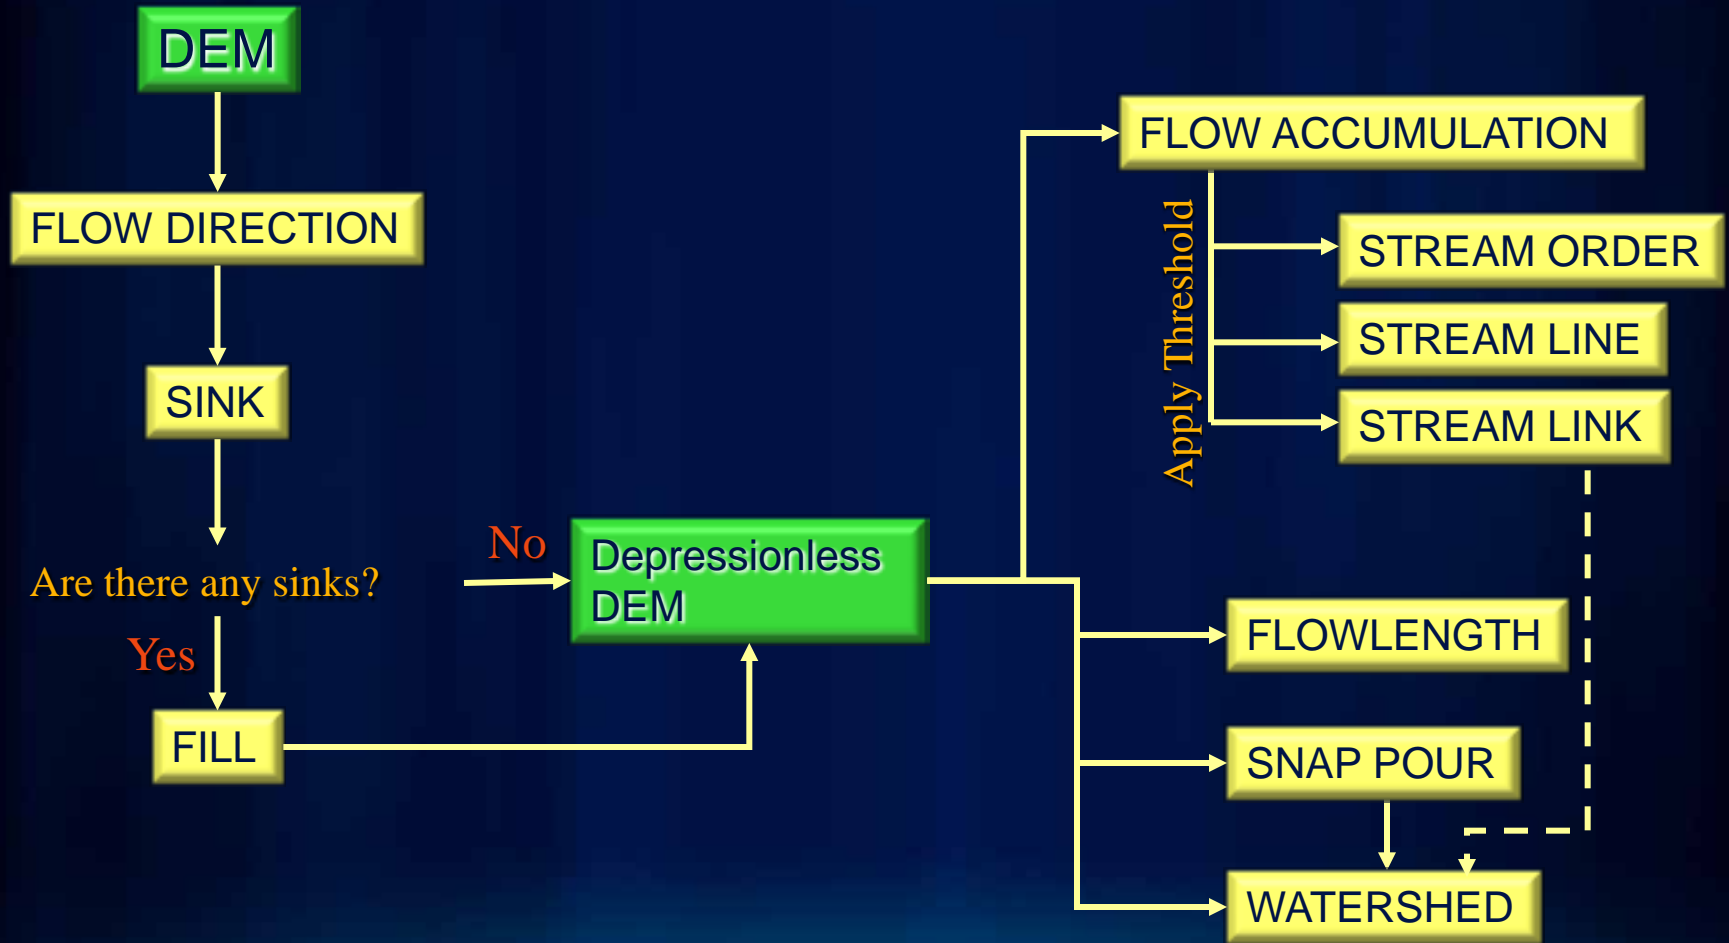 DEM
FLOW DIRECTION
SINK
Are there any sinks?
Yes
FILL
No
Depressionless
DEM
FLOW ACCUMULATION
Apply Threshold
STREAM ORDER
STREAM LINE
STREAM LINK
FLOWLENGTH
SNAP POUR
WATERSHED